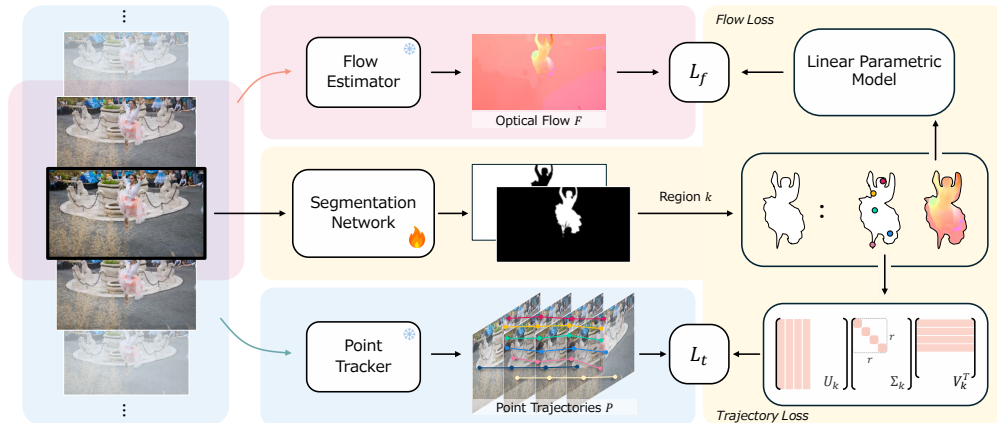 ⋮
Flow Loss
Flow
Estimator
Optical Flow F
L_f
Linear Parametric
Model
Segmentation
Network
Region k
:
Point
Tracker
Point Trajectories P
L_t
r
r
U_k
Σ_k
V_k^T
Trajectory Loss
⋮